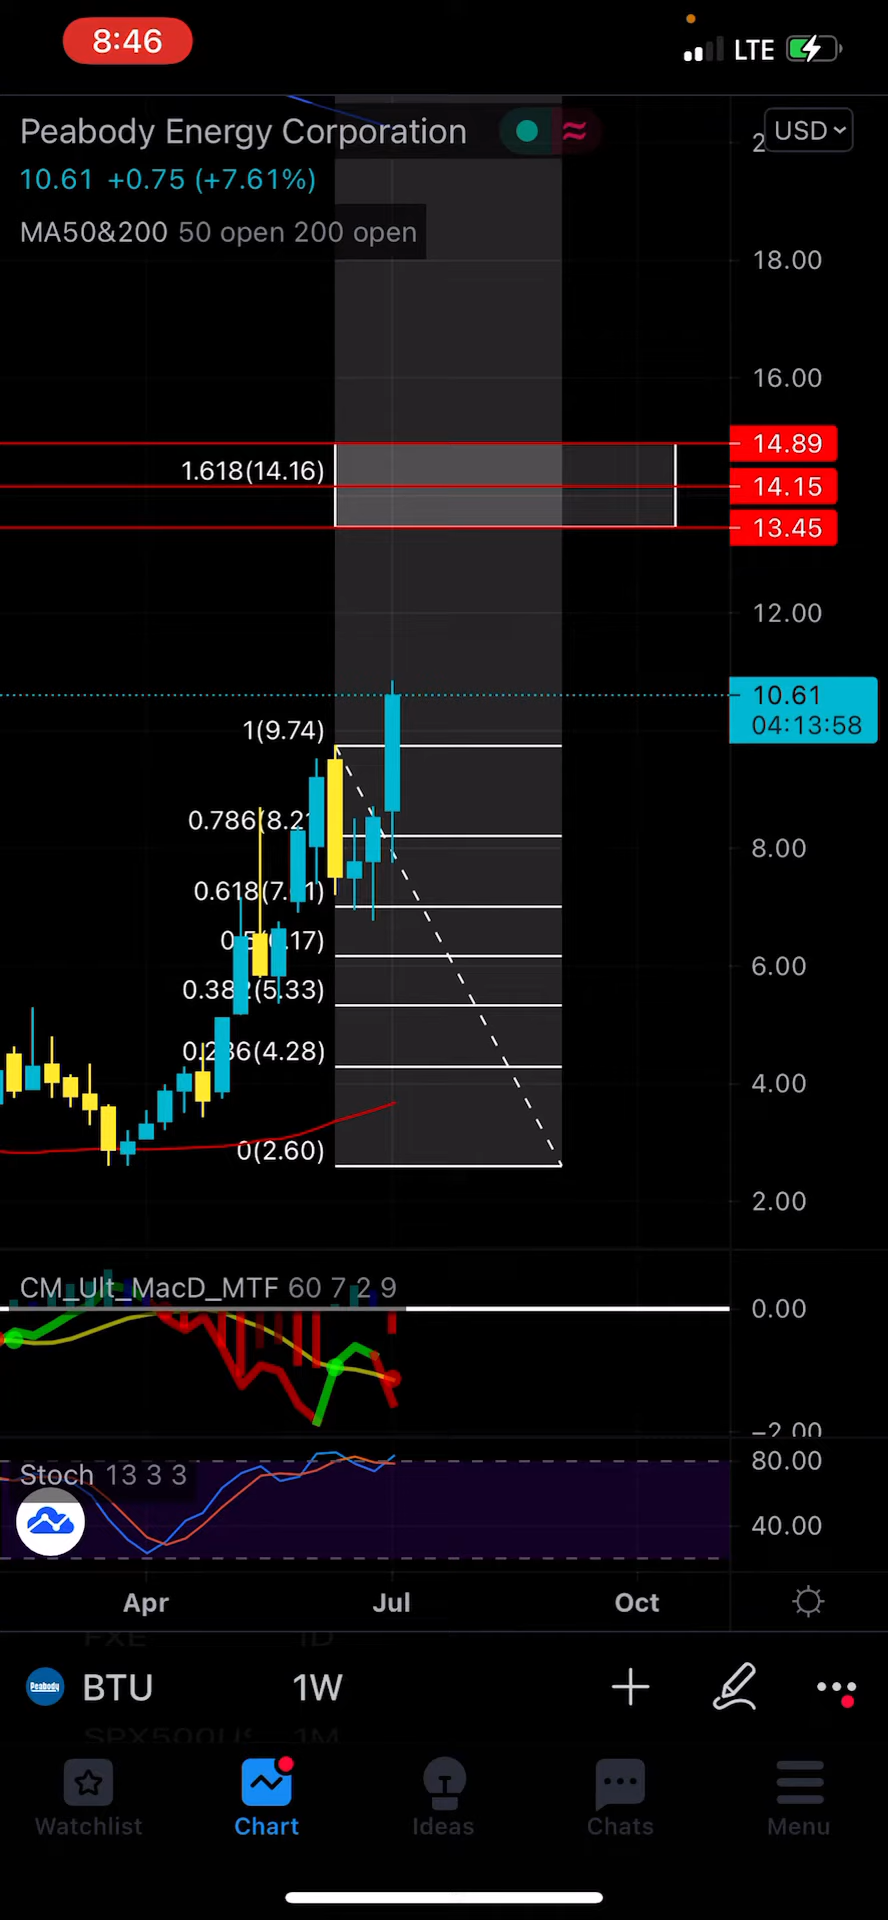 8:46
LTE
Peabody Energy Corporation
USD
10.61 +0.75 (+7.61%)
MA50&200 50 open 200 open
18.00
16.00
14.89
1.618(14.16)
14.15
13.45
12.00
10.61
04:13:58
1(9.74)
8.00
6.00
4.00
0(2.60)
2.00
CM_Ult_MacD_MTF 60 7 2 9
0.00
-2.00
80.00
Stoch 13 3 3
40.00
Apr Jul Oct
Peabody
BTU 1W
Watchlist Chart Ideas Chats Menu